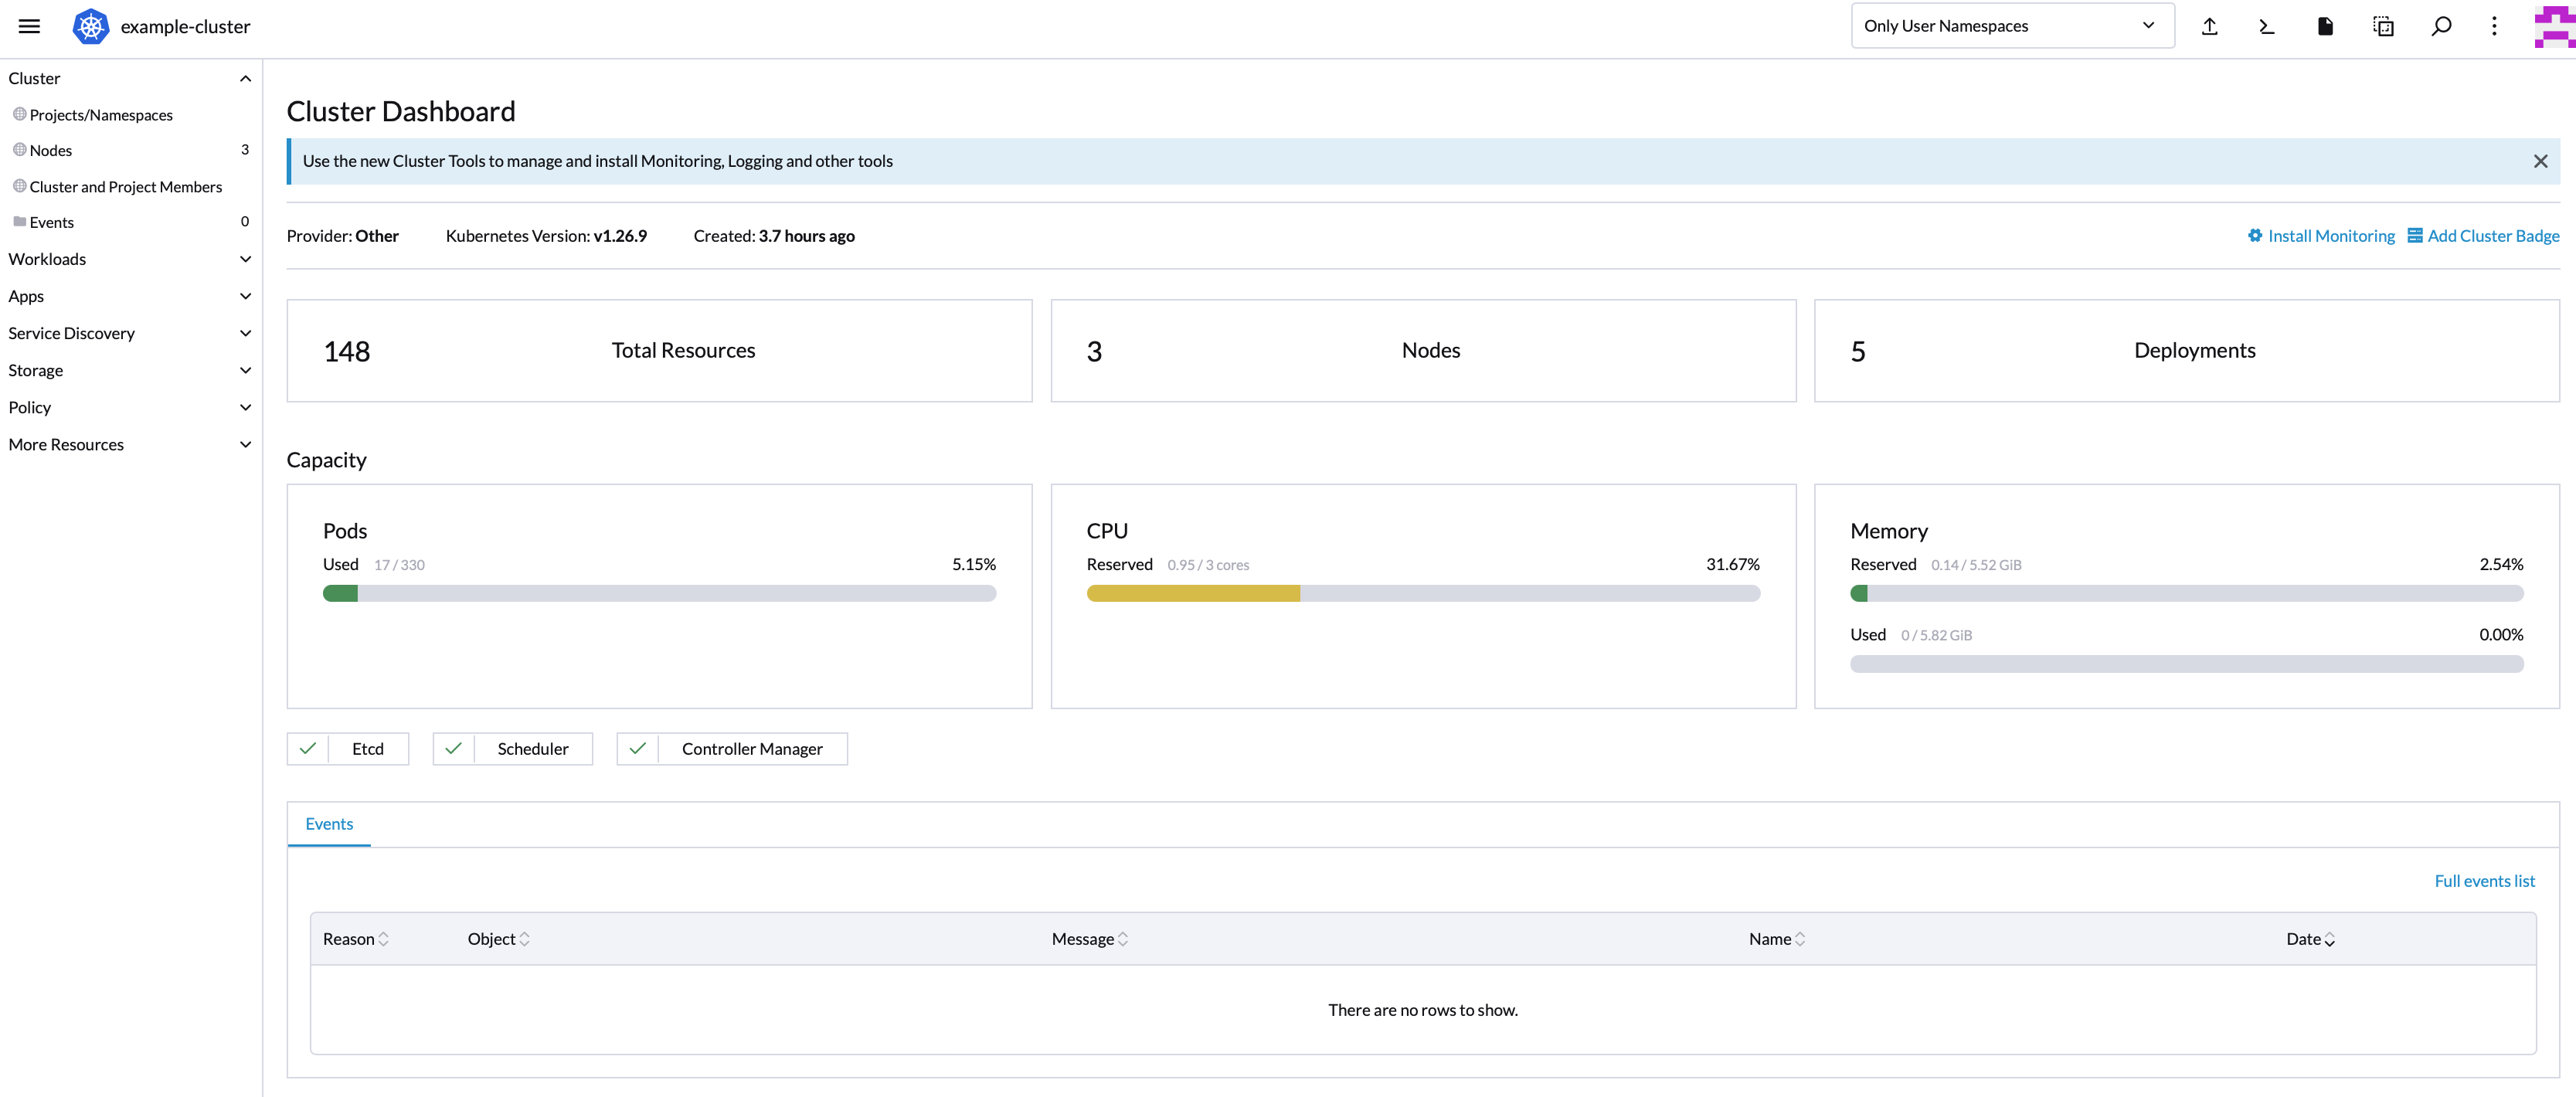 example-cluster
Only User Namespaces
Cluster
Projects/Namespaces
Nodes 3
Cluster and Project Members
Events 0
Workloads
Apps
Service Discovery
Storage
Policy
More Resources
Cluster Dashboard
Use the new Cluster Tools to manage and install Monitoring, Logging and other tools
Provider: Other Kubernetes Version: v1.26.9 Created: 3.7 hours ago Install Monitoring Add Cluster Badge
148 Total Resources
3 Nodes
5 Deployments
Capacity
Pods
Used 17 / 330 5.15%
CPU
Reserved 0.95 / 3 cores 31.67%
Memory
Reserved 0.14 / 5.52 GiB 2.54%
Used 0 / 5.82 GiB 0.00%
Etcd Scheduler Controller Manager
Events
Full events list
Reason Object Message Name Date
There are no rows to show.